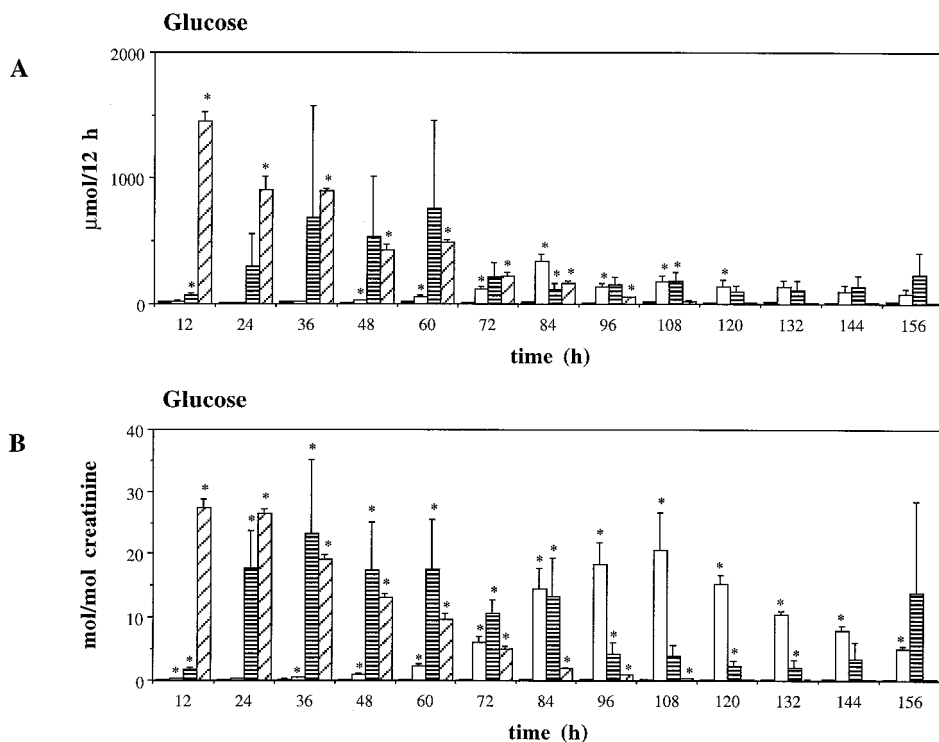 Glucose
A
2000
1000
0
μmol/12 h
* * * * * * * * * * * * * * * * * * *
12 24 36 48 60 72 84 96 108 120 132 144 156
time (h)
Glucose
B
40
30
20
10
0
mol/mol creatinine
* * * * * * * * * * * * * * * * * * * * * * * * * * * * * *
12 24 36 48 60 72 84 96 108 120 132 144 156
time (h)